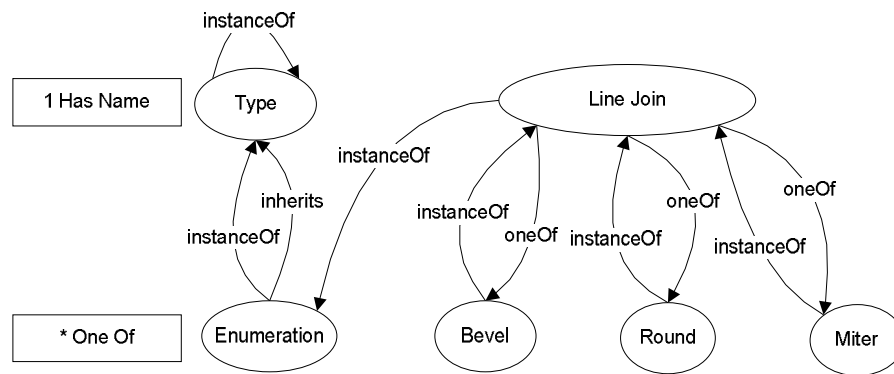 instanceOf
1 Has Name
Type
Line Join
instanceOf
inherits
instanceOf
instanceOf
oneOf
instanceOf
oneOf
instanceOf
oneOf
* One Of
Enumeration
Bevel
Round
Miter